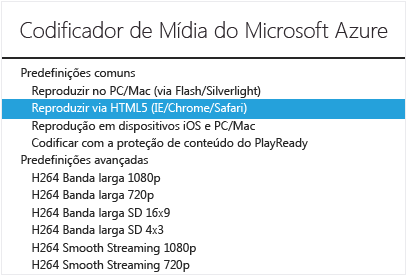 Codificador de Mídia do Microsoft Azure
Predefinições comuns
Reproduzir no PC/Mac (via Flash/Silverlight)
Reproduzir via HTML5 (IE/Chrome/Safari)
Reprodução em dispositivos iOS e PC/Mac
Codificar com a proteção de conteúdo do PlayReady
Predefinições avançadas
H264 Banda larga 1080p
H264 Banda larga 720p
H264 Banda larga SD 16x9
H264 Banda larga SD 4x3
H264 Smooth Streaming 1080p
H264 Smooth Streaming 720p